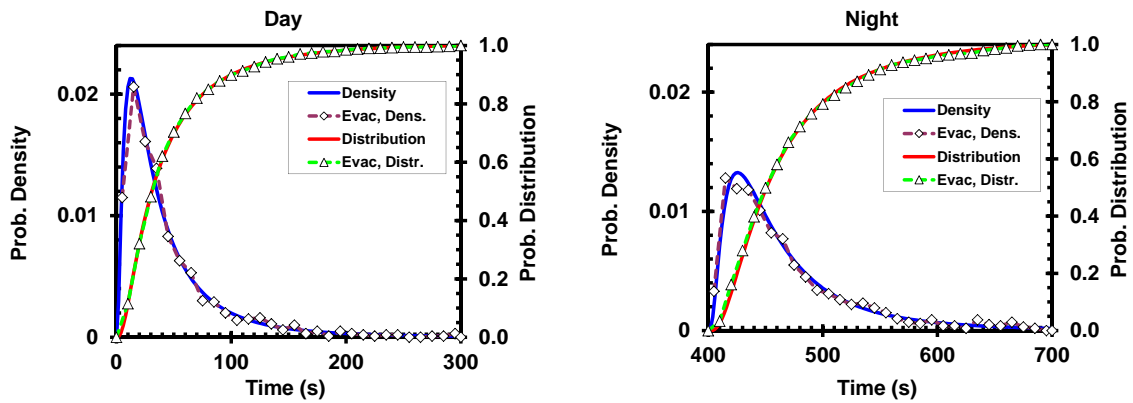 Day
Prob. Density
0.02
0.01
0
1.0
0.8
0.6
0.4
0.2
0.0
Prob. Distribution
Density
Evac, Dens.
Distribution
Evac, Distr.
0 100 200 300
Time (s)
Night
Prob. Density
0.02
0.01
0
1.0
0.8
0.6
0.4
0.2
0.0
Prob. Distribution
Density
Evac, Dens.
Distribution
Evac, Distr.
400 500 600 700
Time (s)